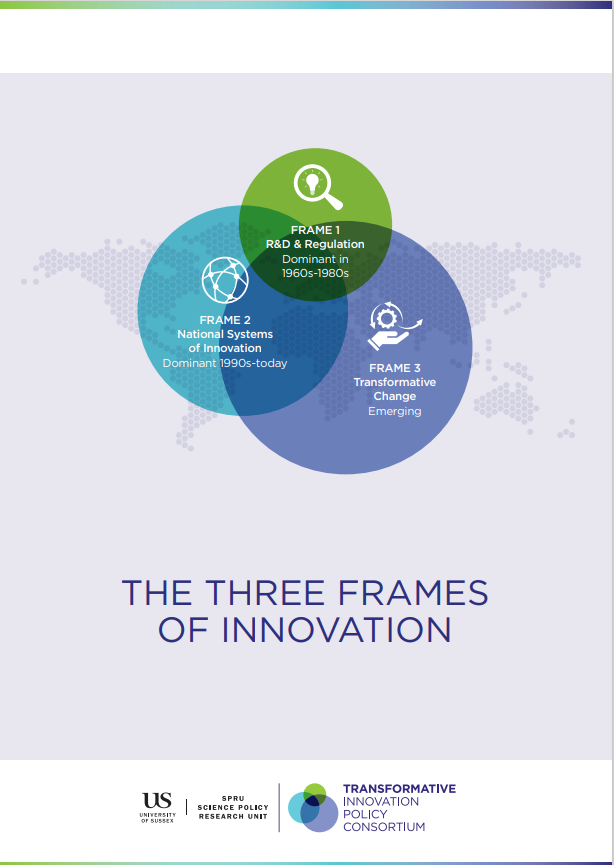 FRAME 1
R&D & Regulation
Dominant in
1960s-1980s
FRAME 2
National Systems
of Innovation
Dominant 1990s-today
FRAME 3
Transformative
Change
Emerging
THE THREE FRAMES
OF INNOVATION
US
UNIVERSITY
OF SUSSEX
SPRU
SCIENCE POLICY
RESEARCH UNIT
TRANSFORMATIVE
INNOVATION
POLICY
CONSORTIUM